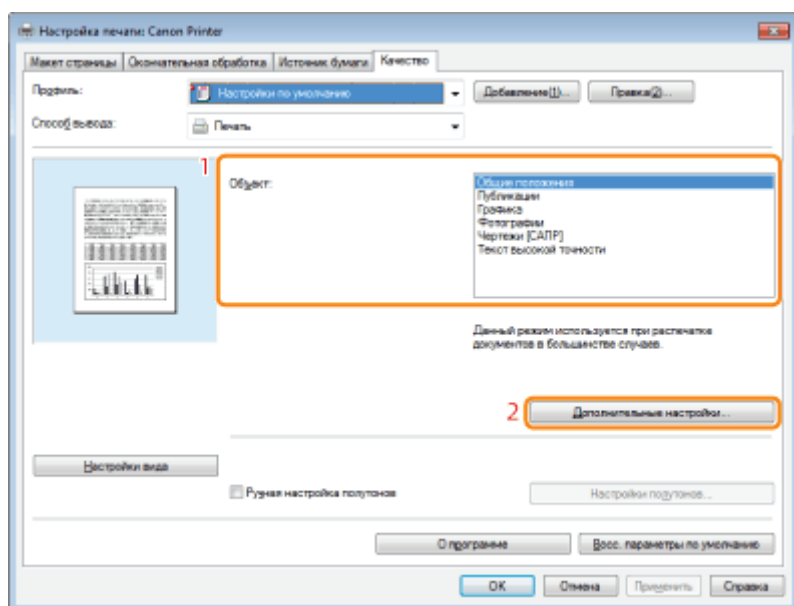 Настройка печати: Canon Printer
Макет страницы Окончательная обработка Источник бумаги Качество
Профиль: Настройки по умолчанию Добавление(1)... Правка(2)...
Способ вывода: Печать
1
Объект: Общие положения
Публикации
Графика
Фотографии
Чертежи [САПР]
Текст высокой точности
Данный режим используется при распечатке
документов в большинстве случаев.
2 Дополнительные настройки...
Настройки вида
Ручная настройка полутонов Настройки полутонов...
О программе Восс. параметры по умолчанию
OK Отмена Применить Справка